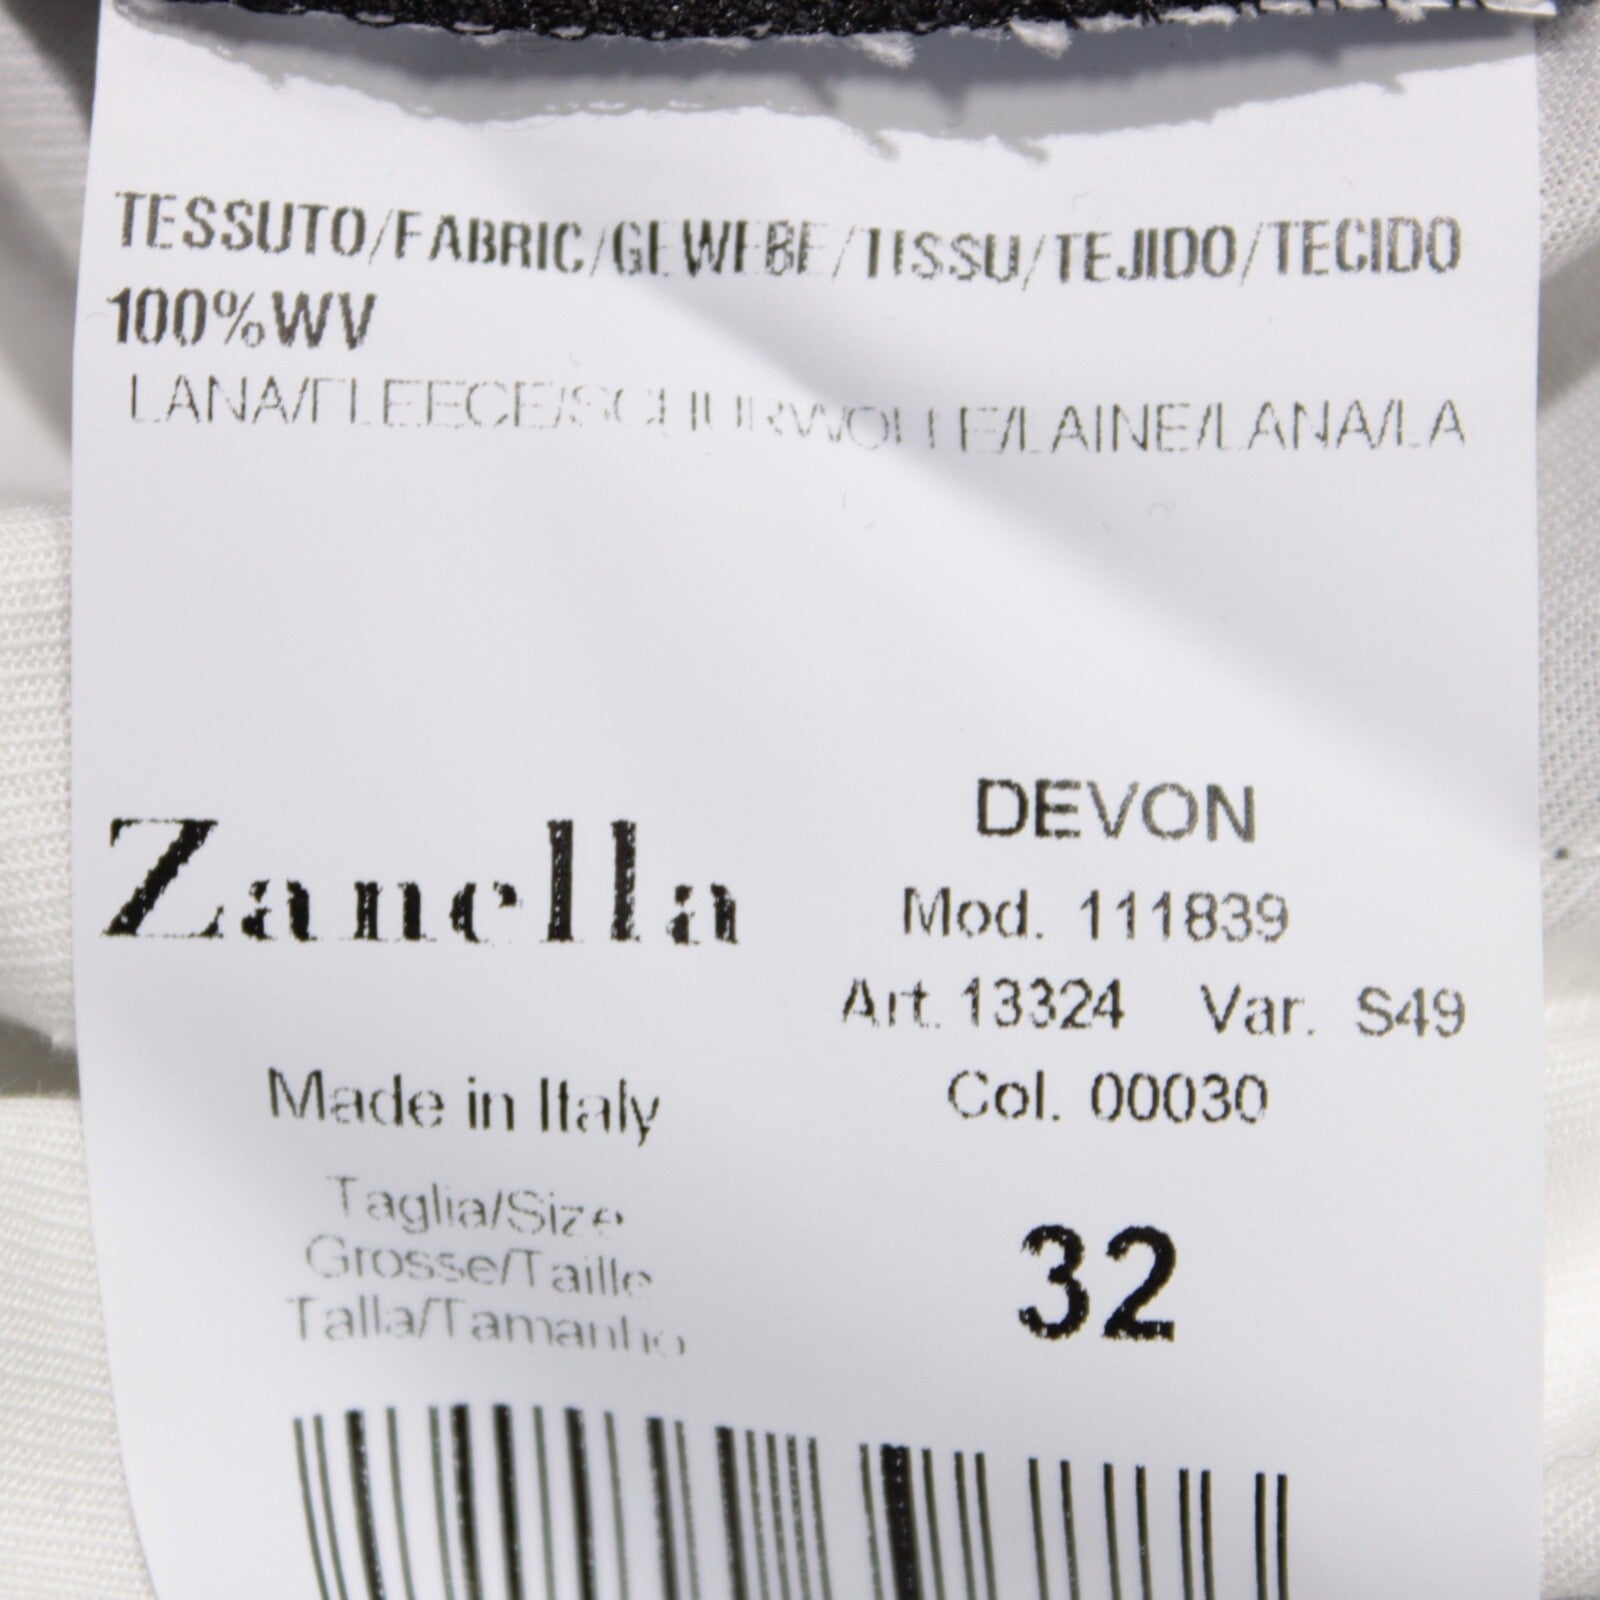 TESSUTO/FABRIC/GEWEBE/TISSU/TEJIDO/TECIDO
100%WV
LANA/FLEECE/SCHURWOLLE/LAINE/LANA/LA
Zanella
DEVON
Mod. 111839
Art. 13324 Var. S49
Made in Italy
Col. 00030
Taglia/Size
Grosse/Taille
Talla/Tamanho
32